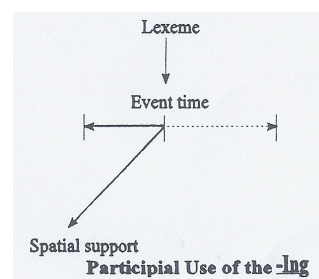 Lexeme
Event time
Spatial support
Participial Use of the -Ing